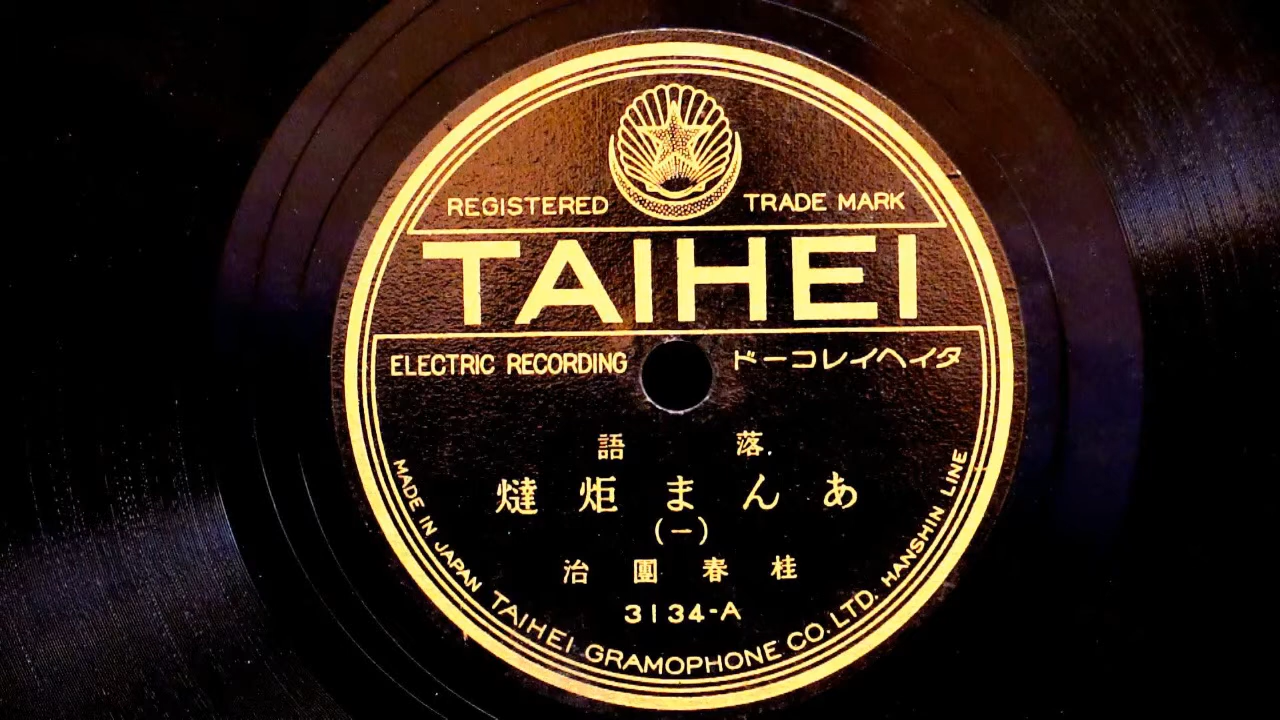 REGISTERED TRADE MARK
TAIHEI
ELECTRIC RECORDING
タイヘイレコード
落語
あんま炬燵
(一)
桂春團治
3134-A
MADE IN JAPAN TAIHEI GRAMOPHONE CO. LTD. HANSHIN LINE